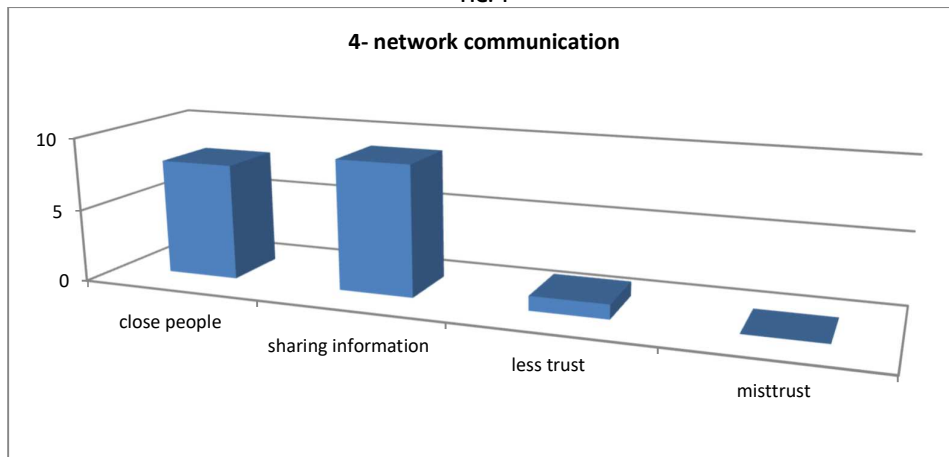 4- network communication
10
5
0
close people
sharing information
less trust
misttrust